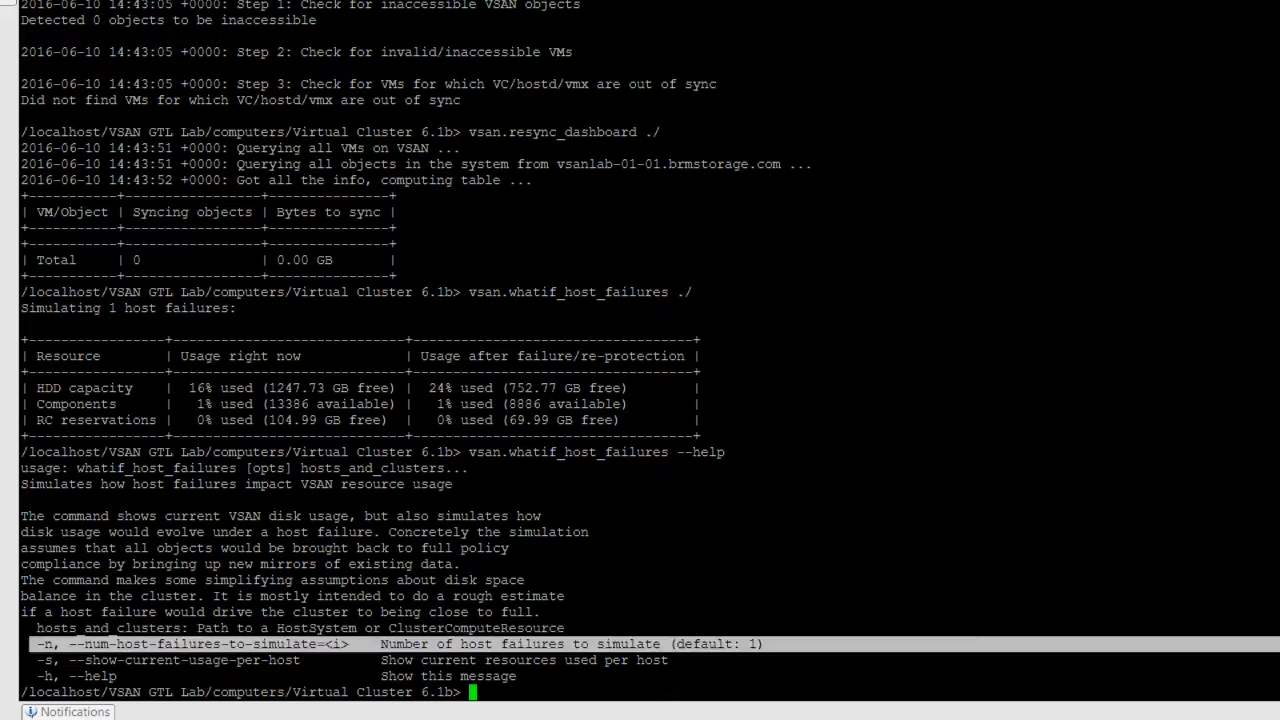 2016-06-10 14:43:05 +0000: Step 1: Check for inaccessible VSAN objects
Detected 0 objects to be inaccessible
2016-06-10 14:43:05 +0000: Step 2: Check for invalid/inaccessible VMs
2016-06-10 14:43:05 +0000: Step 3: Check for VMs for which VC/hostd/vmx are out of sync
Did not find VMs for which VC/hostd/vmx are out of sync
/localhost/VSAN GTL Lab/computers/Virtual Cluster 6.1b> vsan.resync_dashboard ./
2016-06-10 14:43:51 +0000: Querying all VMs on VSAN ...
2016-06-10 14:43:51 +0000: Querying all objects in the system from vsanlab-01-01.brmstorage.com ...
2016-06-10 14:43:52 +0000: Got all the info, computing table ...
+-----------+-----------------+---------------+
| VM/Object | Syncing objects | Bytes to sync |
+-----------+-----------------+---------------+
+-----------+-----------------+---------------+
| Total     | 0               | 0.00 GB       |
+-----------+-----------------+---------------+
/localhost/VSAN GTL Lab/computers/Virtual Cluster 6.1b> vsan.whatif_host_failures ./
Simulating 1 host failures:
+-----------------+-----------------------------+-----------------------------------+
| Resource        | Usage right now             | Usage after failure/re-protection |
+-----------------+-----------------------------+-----------------------------------+
| HDD capacity    |  16% used (1247.73 GB free) |  24% used (752.77 GB free)        |
| Components      |   1% used (13386 available) |   1% used (8886 available)        |
| RC reservations |   0% used (104.99 GB free)  |   0% used (69.99 GB free)         |
+-----------------+-----------------------------+-----------------------------------+
/localhost/VSAN GTL Lab/computers/Virtual Cluster 6.1b> vsan.whatif_host_failures --help
usage: whatif_host_failures [opts] hosts_and_clusters...
Simulates how host failures impact VSAN resource usage
The command shows current VSAN disk usage, but also simulates how
disk usage would evolve under a host failure. Concretely the simulation
assumes that all objects would be brought back to full policy
compliance by bringing up new mirrors of existing data.
The command makes some simplifying assumptions about disk space
balance in the cluster. It is mostly intended to do a rough estimate
if a host failure would drive the cluster to being close to full.
  hosts_and_clusters: Path to a HostSystem or ClusterComputeResource
  -n, --num-host-failures-to-simulate=<i>    Number of host failures to simulate (default: 1)
  -s, --show-current-usage-per-host          Show current resources used per host
  -h, --help                                 Show this message
/localhost/VSAN GTL Lab/computers/Virtual Cluster 6.1b>
Notifications